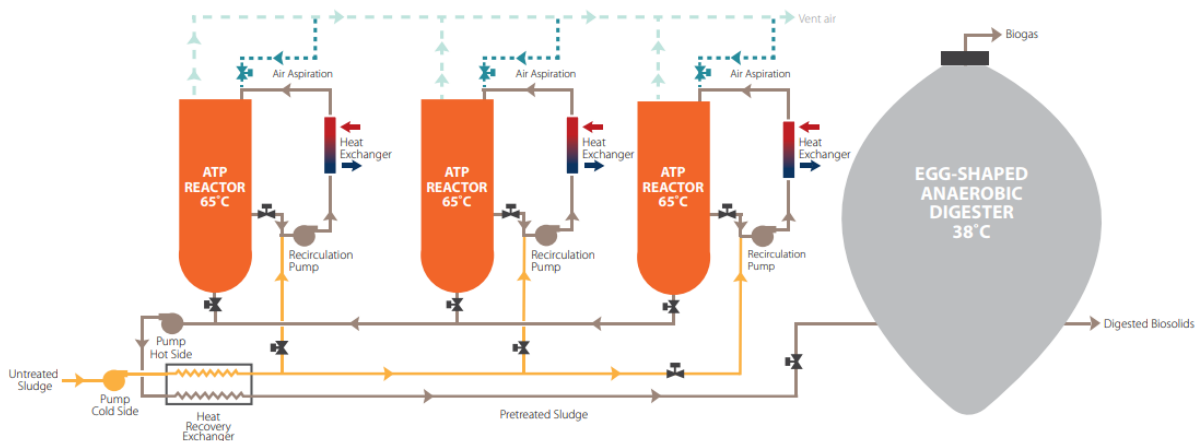 Vent air
Biogas
Air Aspiration
Air Aspiration
Air Aspiration
Heat
Exchanger
Heat
Exchanger
Heat
Exchanger
ATP
REACTOR
65°C
ATP
REACTOR
65°C
ATP
REACTOR
65°C
EGG-SHAPED
ANAEROBIC
DIGESTER
38°C
Recirculation
Pump
Recirculation
Pump
Recirculation
Pump
Pump
Hot Side
Digested Biosolids
Untreated
Sludge
Pump
Cold Side
Heat
Recovery
Exchanger
Pretreated Sludge